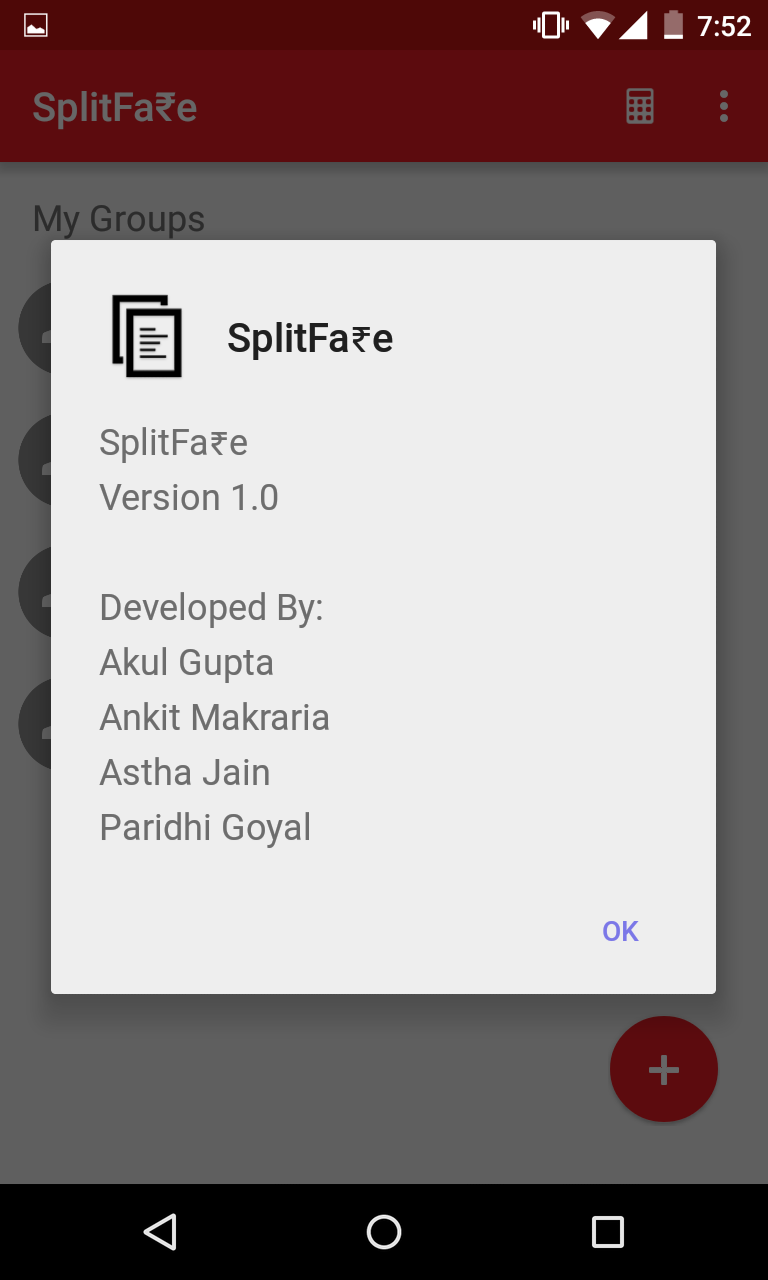 7:52
SplitFa₹e
My Groups
SplitFa₹e
SplitFa₹e
Version 1.0
Developed By:
Akul Gupta
Ankit Makraria
Astha Jain
Paridhi Goyal
OK